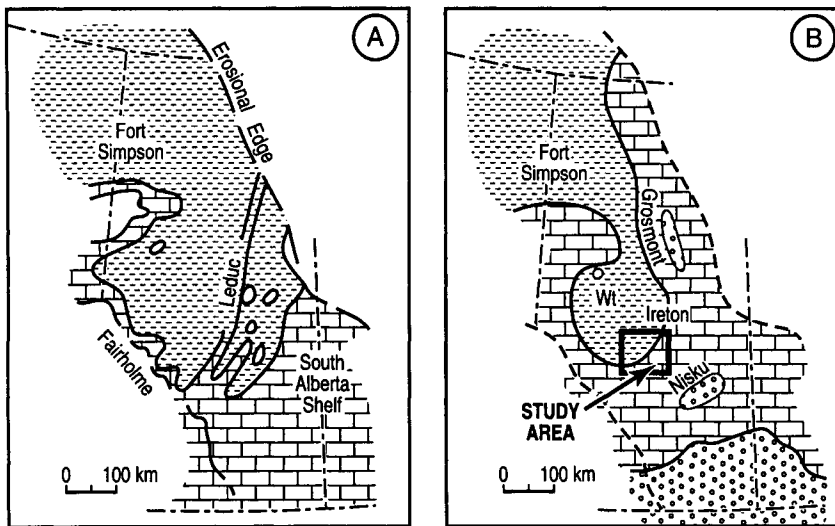 A
Erosional Edge
Fort
Simpson
Leduc
Fairholme
South
Alberta
Shelf
0 100 km
B
Fort
Simpson
Grosmont
Wt
Ireton
Nisku
STUDY
AREA
0 100 km